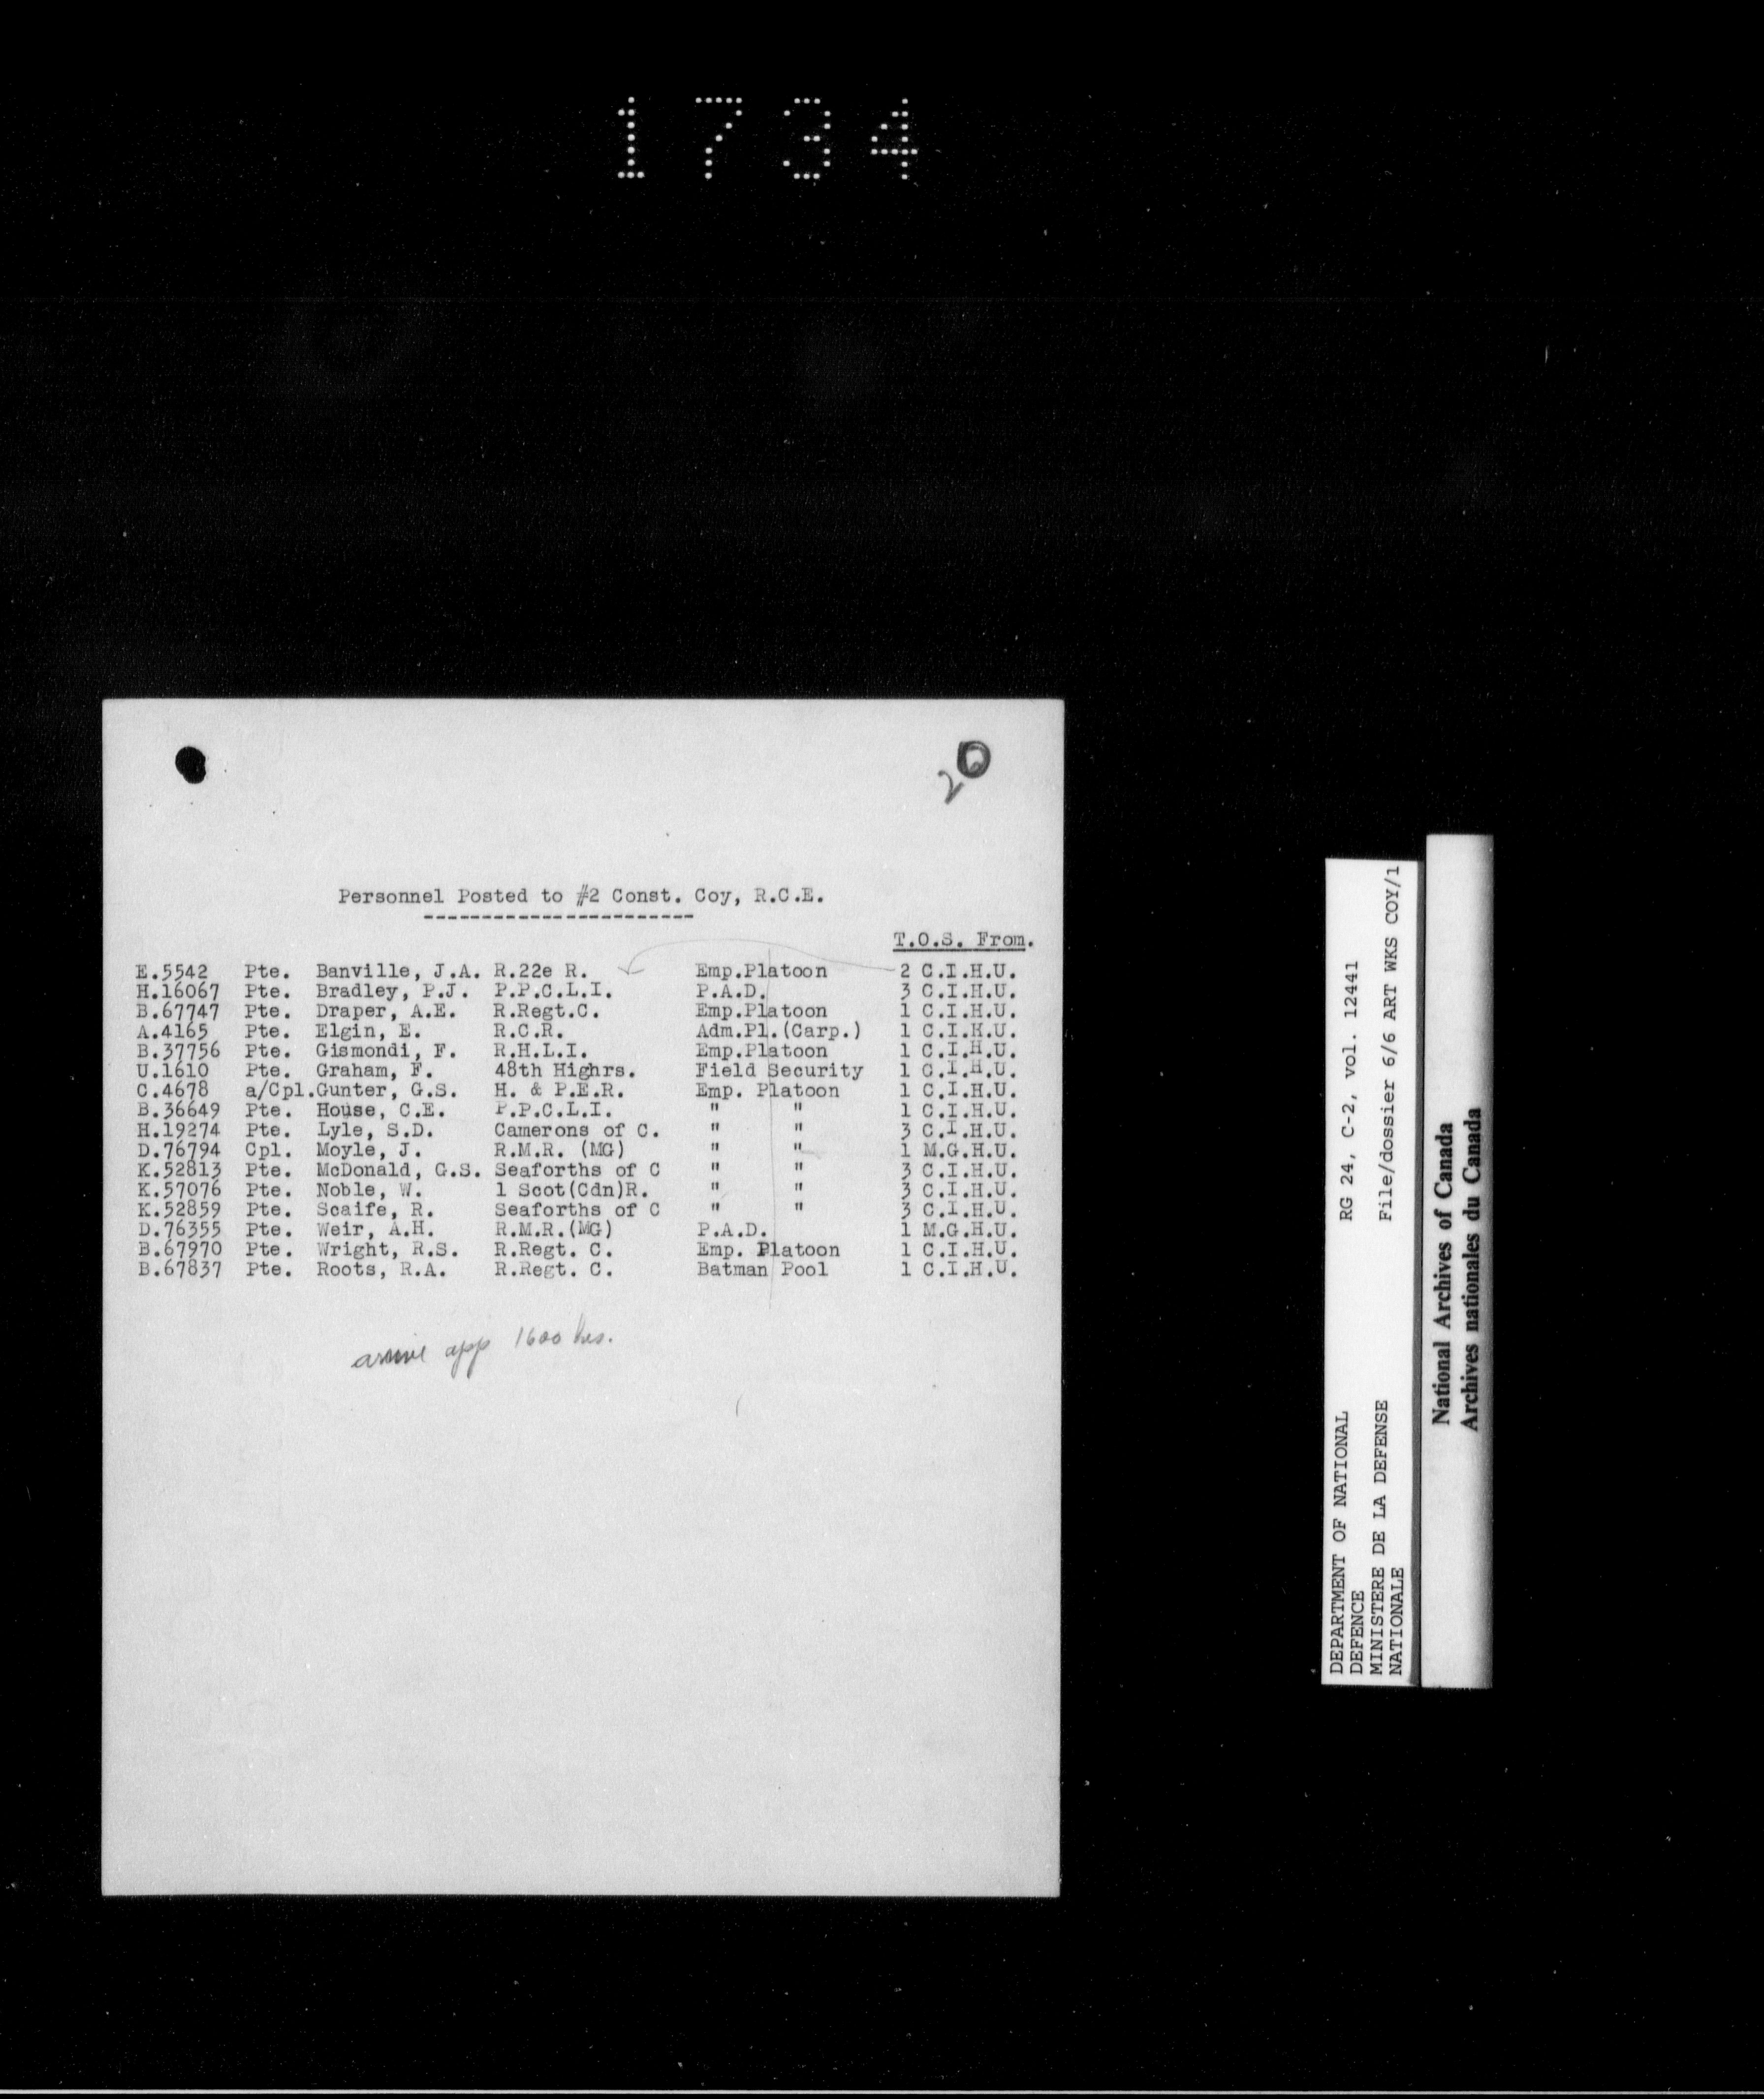 1734
20
Personnel Posted to #2 Const. Coy, R.C.E.
-----------------------
T.O.S. From.
E.5542 Pte. Banville, J.A. R.22e R. Emp.Platoon 2 C.I.H.U.
H.16067 Pte. Bradley, P.J. P.P.C.L.I. P.A.D. 3 C.I.H.U.
B.67747 Pte. Draper, A.E. R.Regt.C. Emp.Platoon 1 C.I.H.U.
A.4165 Pte. Elgin, E. R.C.R. Adm.Pl.(Carp.) 1 C.I.H.U.
B.37756 Pte. Gismondi, F. R.H.L.I. Emp.Platoon 1 C.I.H.U.
U.1610 Pte. Graham, F. 48th Highrs. Field Security 1 C.I.H.U.
C.4678 a/Cpl.Gunter, G.S. H. & P.E.R. Emp. Platoon 1 C.I.H.U.
B.36649 Pte. House, C.E. P.P.C.L.I. " " 1 C.I.H.U.
H.19274 Pte. Lyle, S.D. Camerons of C. " " 3 C.I.H.U.
D.76794 Cpl. Moyle, J. R.M.R. (MG) " " 1 M.G.H.U.
K.52813 Pte. McDonald, G.S. Seaforths of C " " 3 C.I.H.U.
K.57076 Pte. Noble, W. 1 Scot(Cdn)R. " " 3 C.I.H.U.
K.52859 Pte. Scaife, R. Seaforths of C " " 3 C.I.H.U.
D.76355 Pte. Weir, A.H. R.M.R.(MG) P.A.D. 1 M.G.H.U.
B.67970 Pte. Wright, R.S. R.Regt. C. Emp. Platoon 1 C.I.H.U.
B.67837 Pte. Roots, R.A. R.Regt. C. Batman Pool 1 C.I.H.U.
arrive app 1600 hrs.
DEPARTMENT OF NATIONAL RG 24, C-2, vol. 12441
DEFENCE
MINISTERE DE LA DEFENSE File/dossier 6/6 ART WKS COY/1
NATIONALE
National Archives of Canada
Archives nationales du Canada